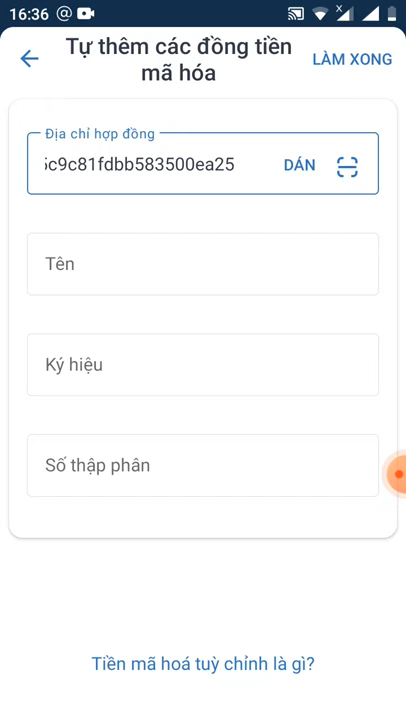 16:36
Tự thêm các đồng tiền
mã hóa
LÀM XONG
Địa chỉ hợp đồng
5c9c81fdbb583500ea25
DÁN
Tên
Ký hiệu
Số thập phân
Tiền mã hoá tuỳ chỉnh là gì?